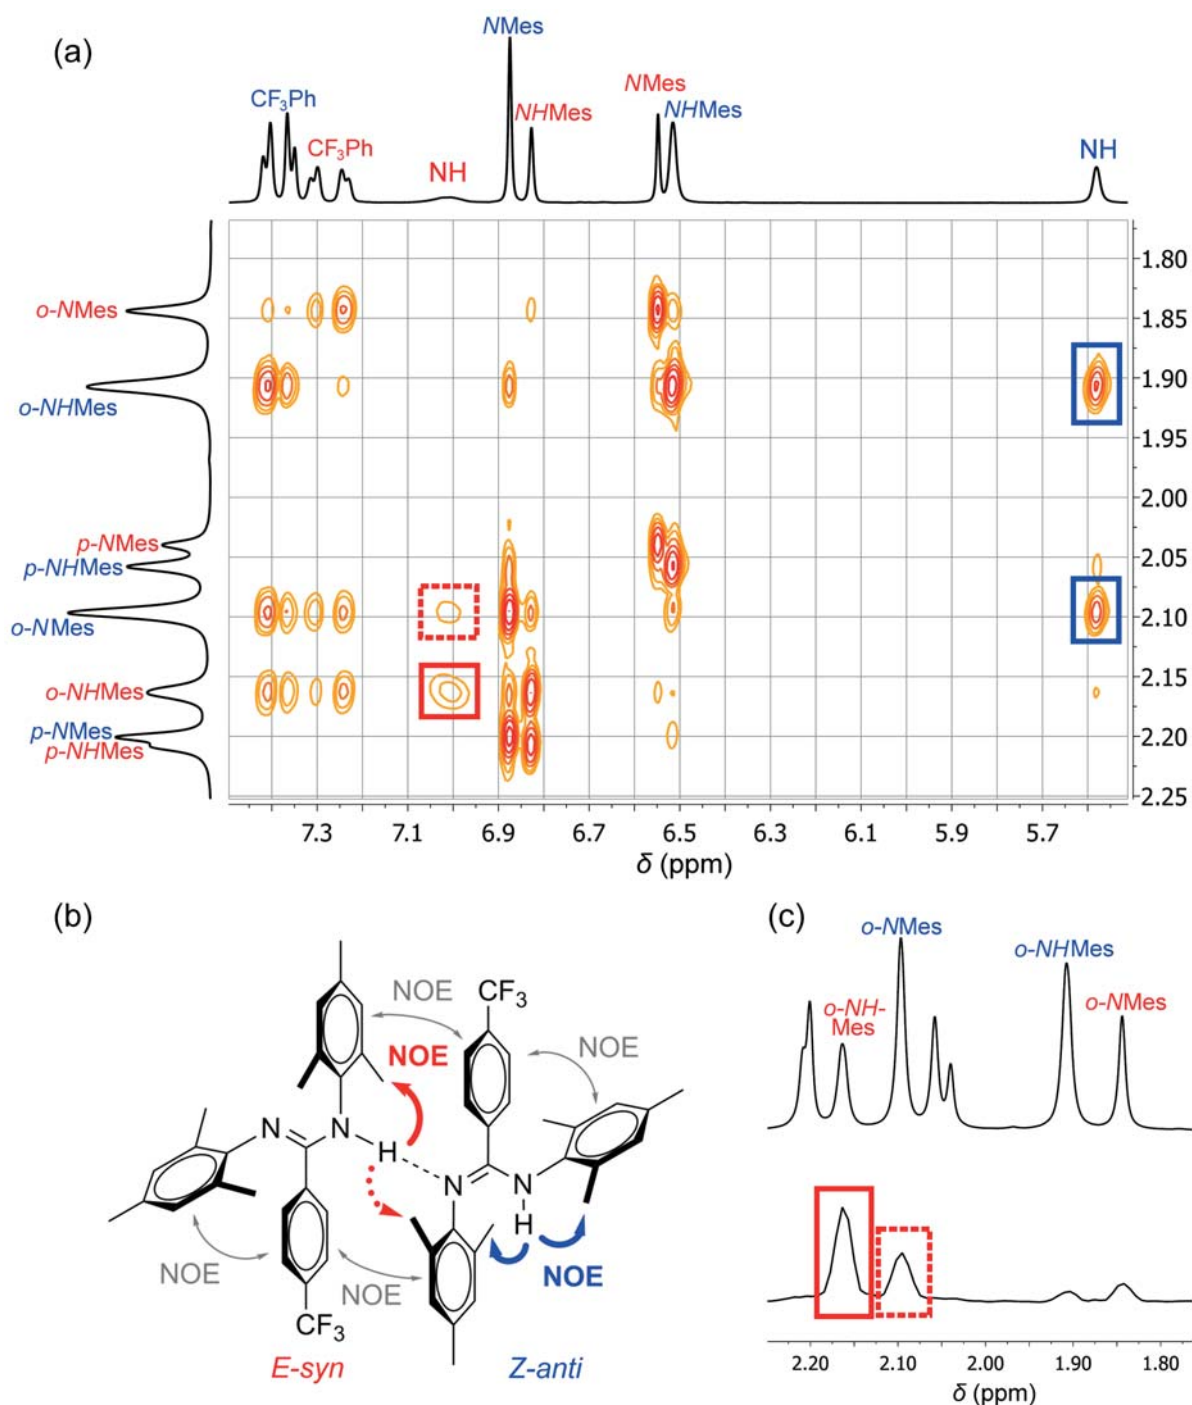 (a)
NMes
CF₃Ph
NHMes
NMes
NHMes
CF₃Ph
NH
NH
o-NMes
o-NHMes
p-NMes
p-NHMes
o-NMes
o-NHMes
p-NMes
p-NHMes
1.80
1.85
1.90
1.95
2.00
2.05
2.10
2.15
2.20
2.25
7.3 7.1 6.9 6.7 6.5 6.3 6.1 5.9 5.7
δ (ppm)
(b)
NOE
CF₃
NOE
NOE
N
N
H
N
N
H
NOE
NOE
NOE
CF₃
E-syn
Z-anti
(c)
o-NMes
o-NHMes
o-NH-
Mes
o-NMes
2.20 2.10 2.00 1.90 1.80
δ (ppm)